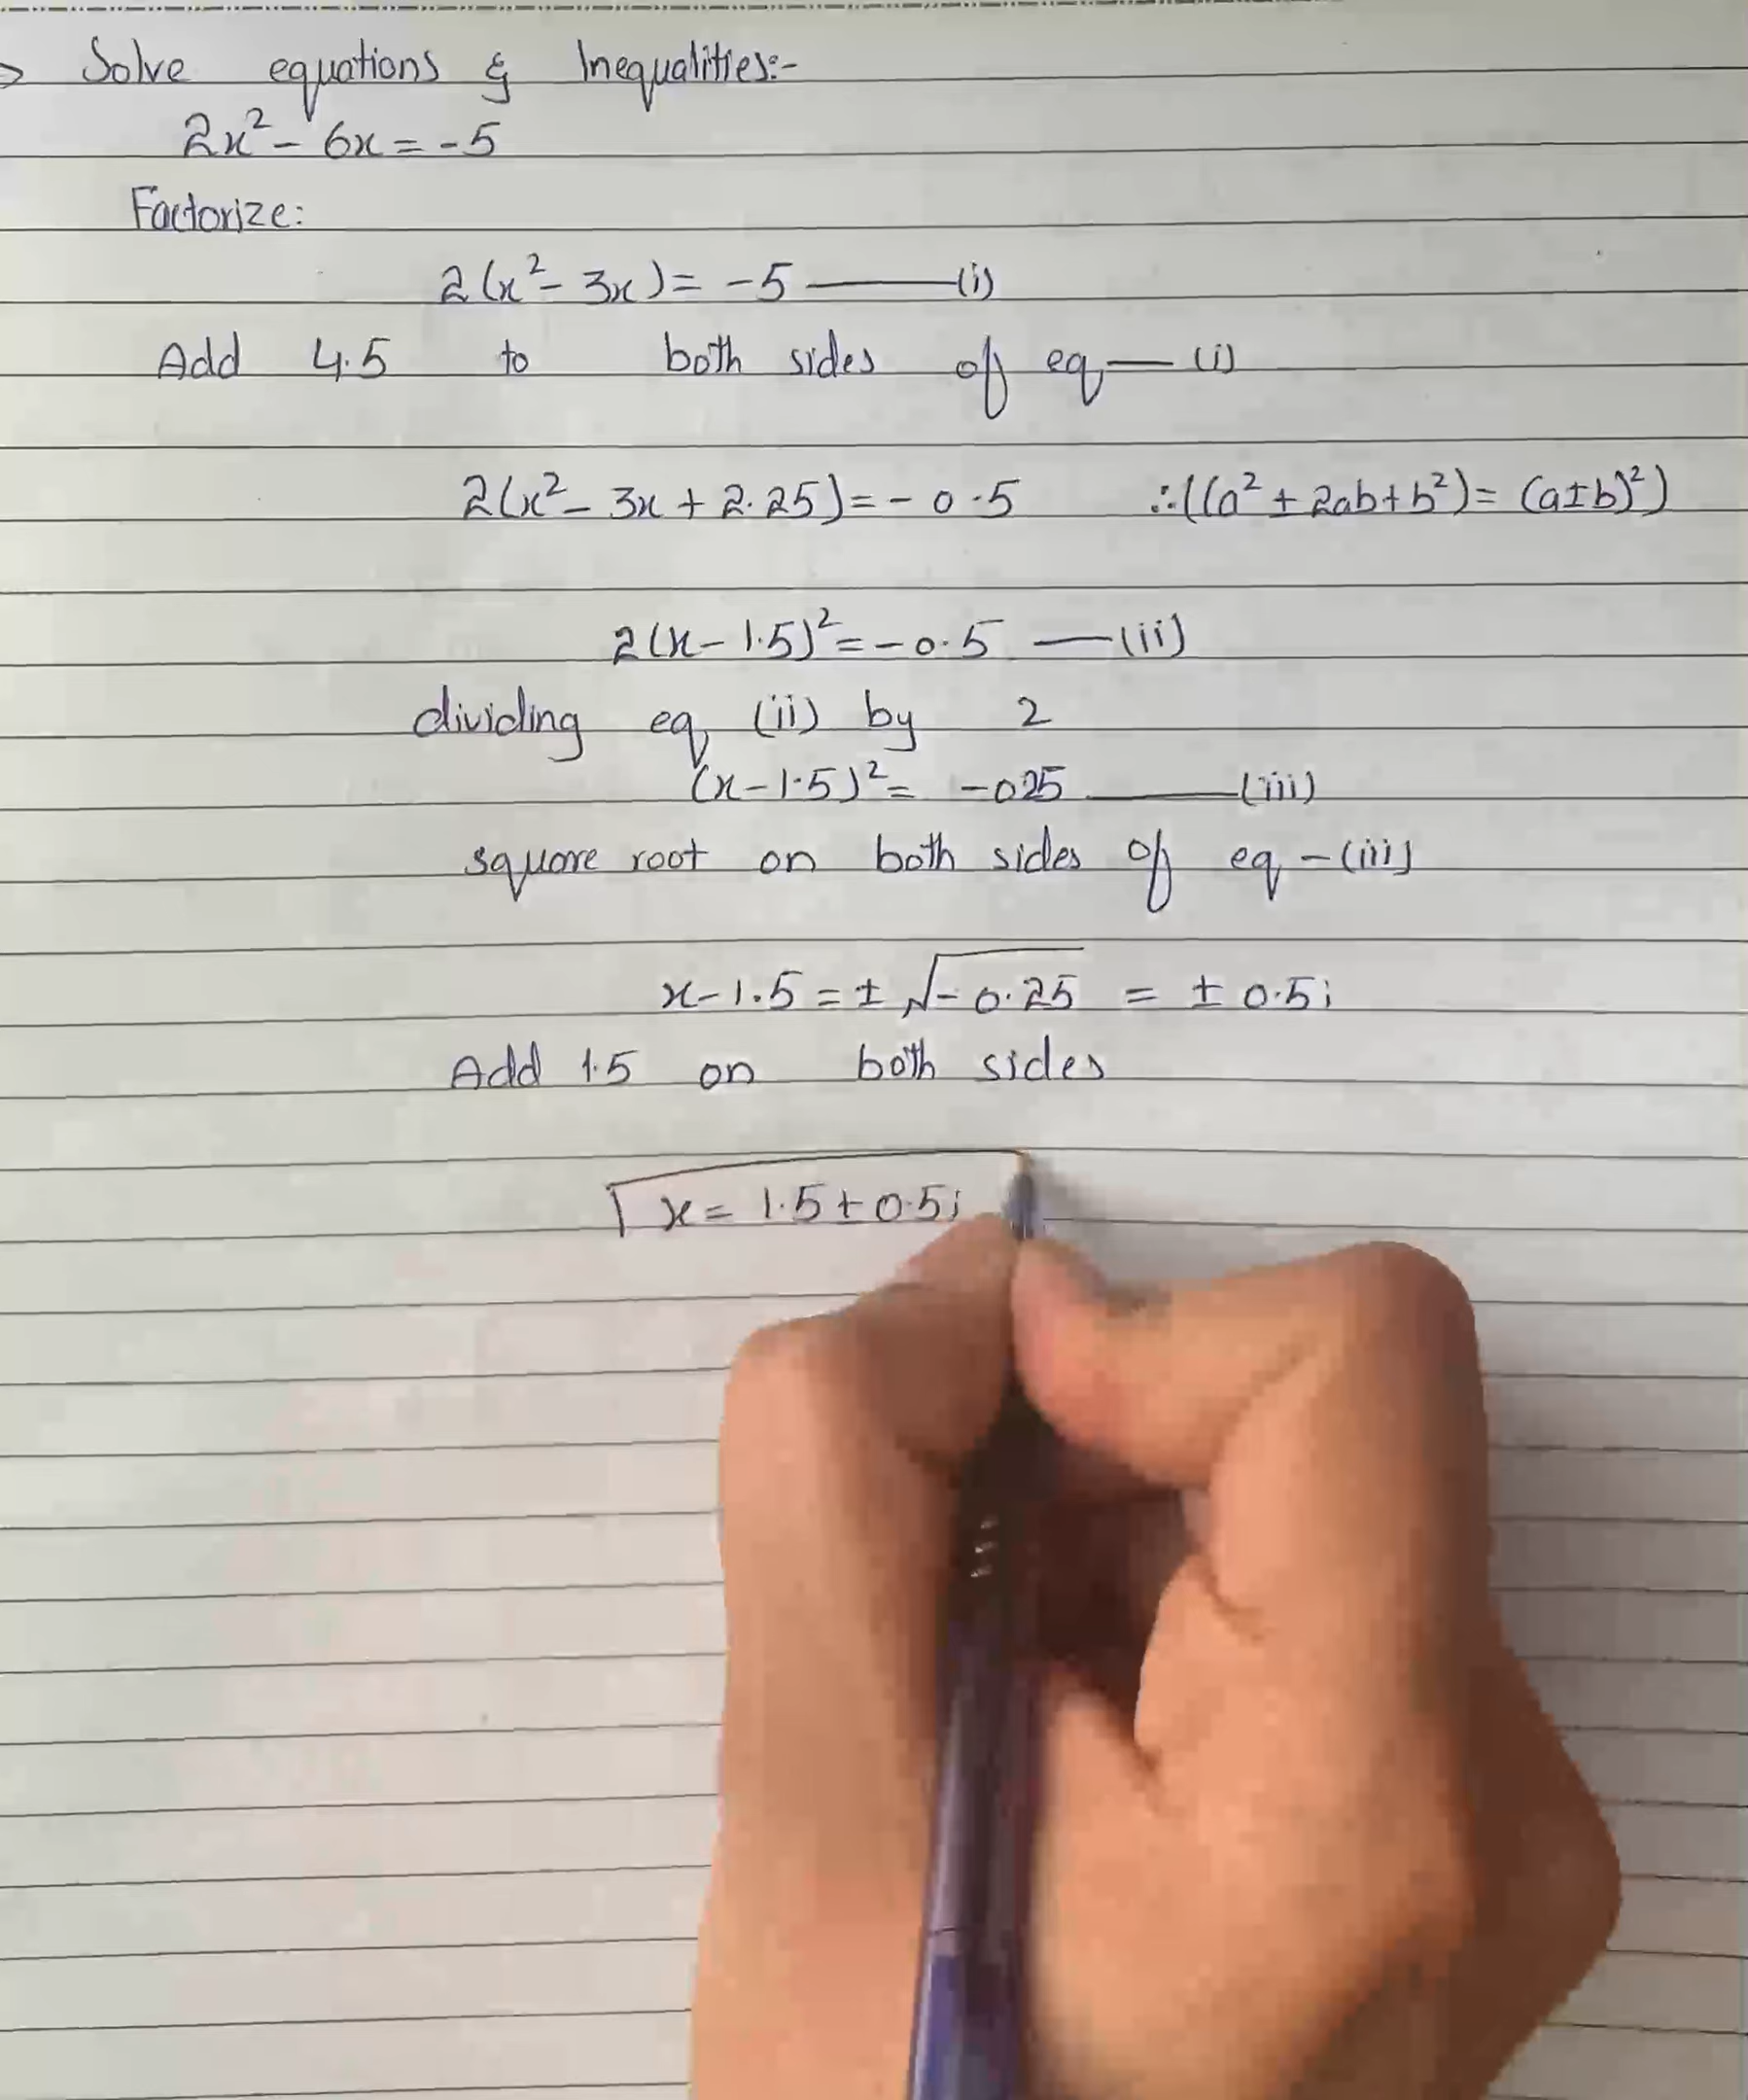 > Solve equations & Inequalities:-
2x² - 6x = -5
Factorize:
2(x² - 3x) = -5 ——— (i)
Add 4.5 to both sides of eq — (i)
2(x² - 3x + 2.25) = - 0.5 ∴((a² ± 2ab + b²) = (a±b)²)
2(x - 1.5)² = - 0.5 — (ii)
dividing eq (ii) by 2
(x - 1.5)² = - 025 ——— (iii)
square root on both sides of eq - (iii)
x - 1.5 = ± √-0.25 = ± 0.5i
Add 1.5 on both sides
x = 1.5 ± 0.5i